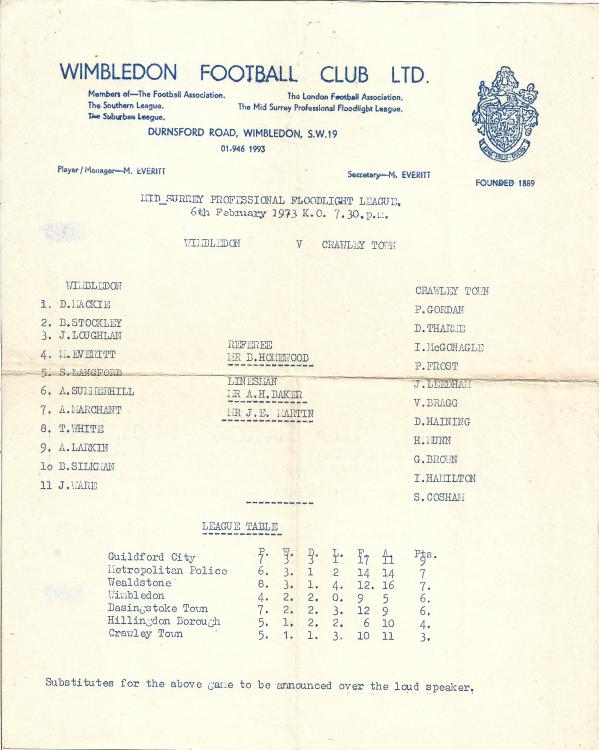 WIMBLEDON FOOTBALL CLUB LTD.
Members of—The Football Association. The London Football Association.
The Southern League. The Mid Surrey Professional Floodlight League.
The Suburban League.
DURNSFORD ROAD, WIMBLEDON, S.W.19
01-946 1993
Player/Manager—M. EVERITT Secretary—M. EVERITT
FOUNDED 1889
MID_SURREY PROFESSIONAL FLOODLIGHT LEAGUE.
6th February 1973 K.O. 7.30.p.m.
WIMBLEDON V CRAWLEY TOWN
WIMBLEDON
1. D.MACKIE
2. B.STOCKLEY
3. J.LOUGHLAN
4. M.EVERITT
5. S.LANGFORD
6. A.SUMMERHILL
7. A.MARCHANT
8. T.WHITE
9. A.LARKIN
10 B.SILKMAN
11 J.WARE
REFEREE
MR B.HOMEWOOD
LINESMAN
MR A.H.BAKER
MR J.E. MARTIN
CRAWLEY TOWN
P.GORDAN
D.THARME
I.McGONAGLE
P.FROST
J.LEEDHAM
V.BRAGG
D.HAINING
H.MUNN
G.BROWN
I.HAMILTON
S.COSHAM
LEAGUE TABLE
P. W. D. L. F A. Pts.
Guildford City 7 3 3 1 17 11 9
Metropolitan Police 6. 3. 1 2 14 14 7
Wealdstone 8. 3. 1. 4. 12. 16 7.
Wimbledon 4. 2. 2. 0. 9 5 6.
Basingstoke Town 7. 2. 2. 3. 12 9 6.
Hillingdon Borough 5. 1. 2. 2. 6 10 4.
Crawley Town 5. 1. 1. 3. 10 11 3.
Substitutes for the above game to be announced over the loud speaker.